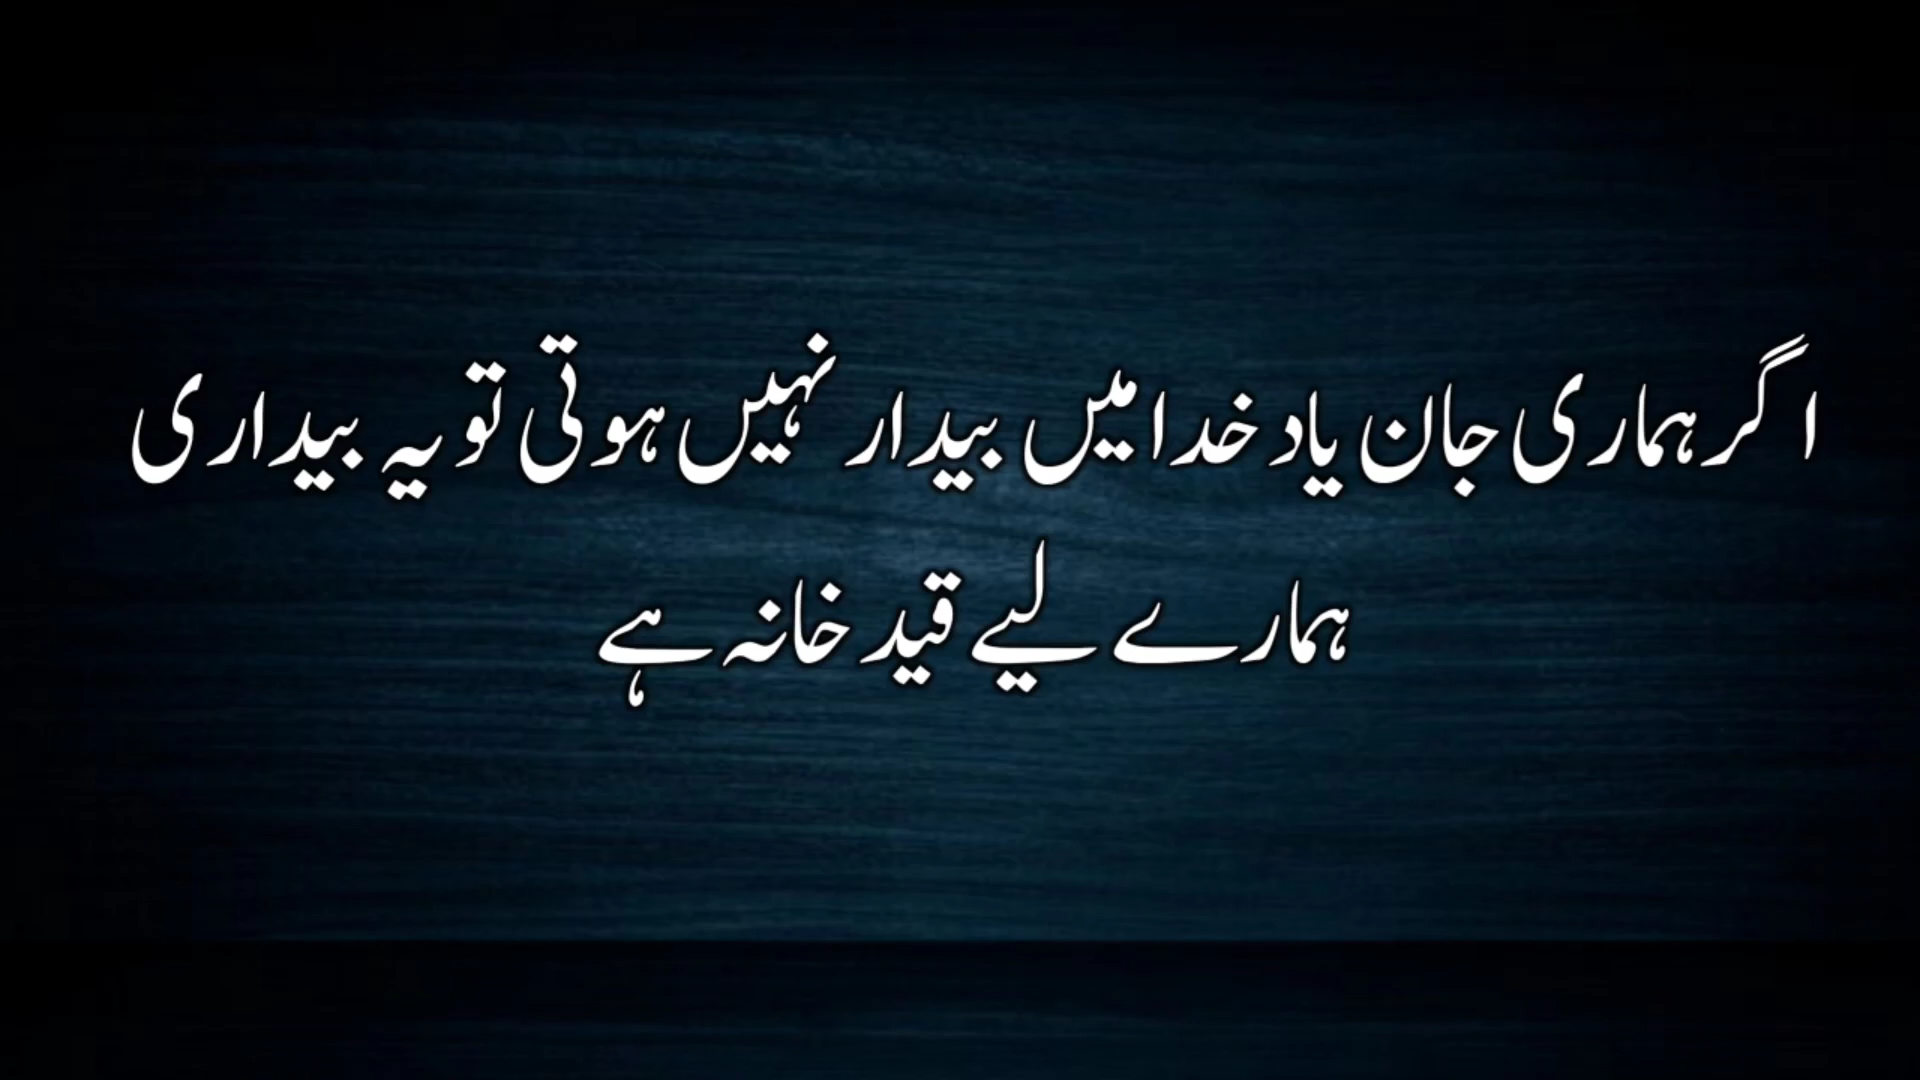 اگر ہماری جان یاد خدا میں بیدار نہیں ہوتی تو یہ بیداری
ہمارے لیے قید خانہ ہے